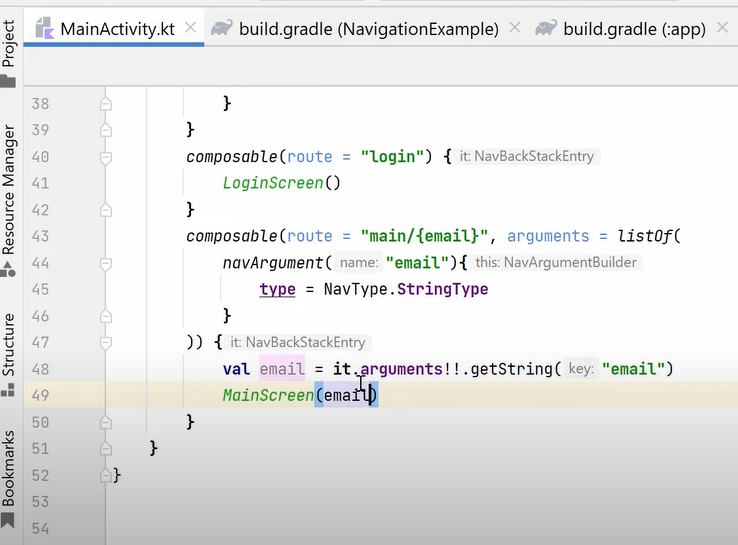 MainActivity.kt
build.gradle (NavigationExample)
build.gradle (:app)
Project
Resource Manager
Structure
Bookmarks
38 }
39 }
40 composable(route = "login") { it: NavBackStackEntry
41 LoginScreen()
42 }
43 composable(route = "main/{email}", arguments = listOf(
44 navArgument( name: "email"){ this: NavArgumentBuilder
45 type = NavType.StringType
46 }
47 )) { it: NavBackStackEntry
48 val email = it.arguments!!.getString( key: "email")
49 MainScreen(email)
50 }
51 }
52 }
53
54